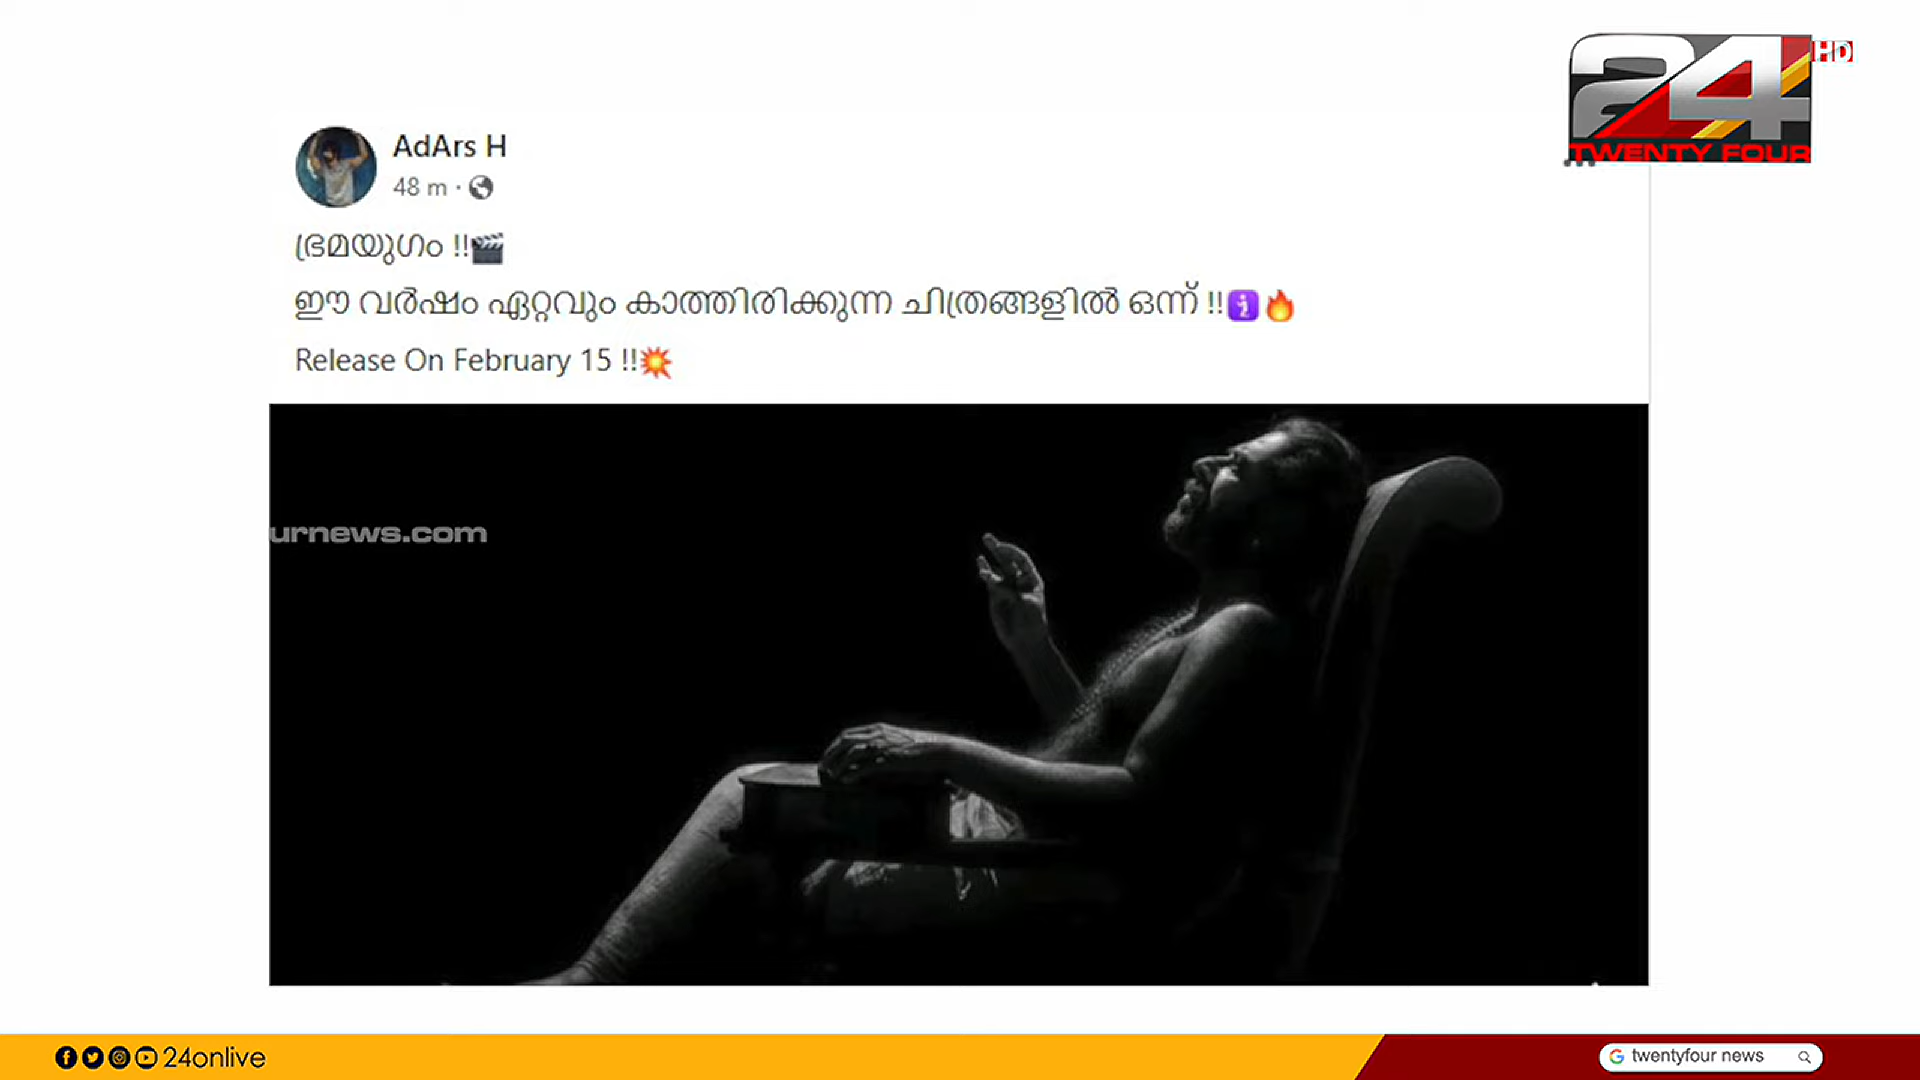 24 HD
TWENTY FOUR
AdArs H
48 m ·
ഭ്രമയുഗം !!🎬
ഈ വർഷം ഏറ്റവും കാത്തിരിക്കുന്ന ചിത്രങ്ങളിൽ ഒന്ന് !!ℹ️🔥
Release On February 15 !!💥
urnews.com
24onlive
twentyfour news